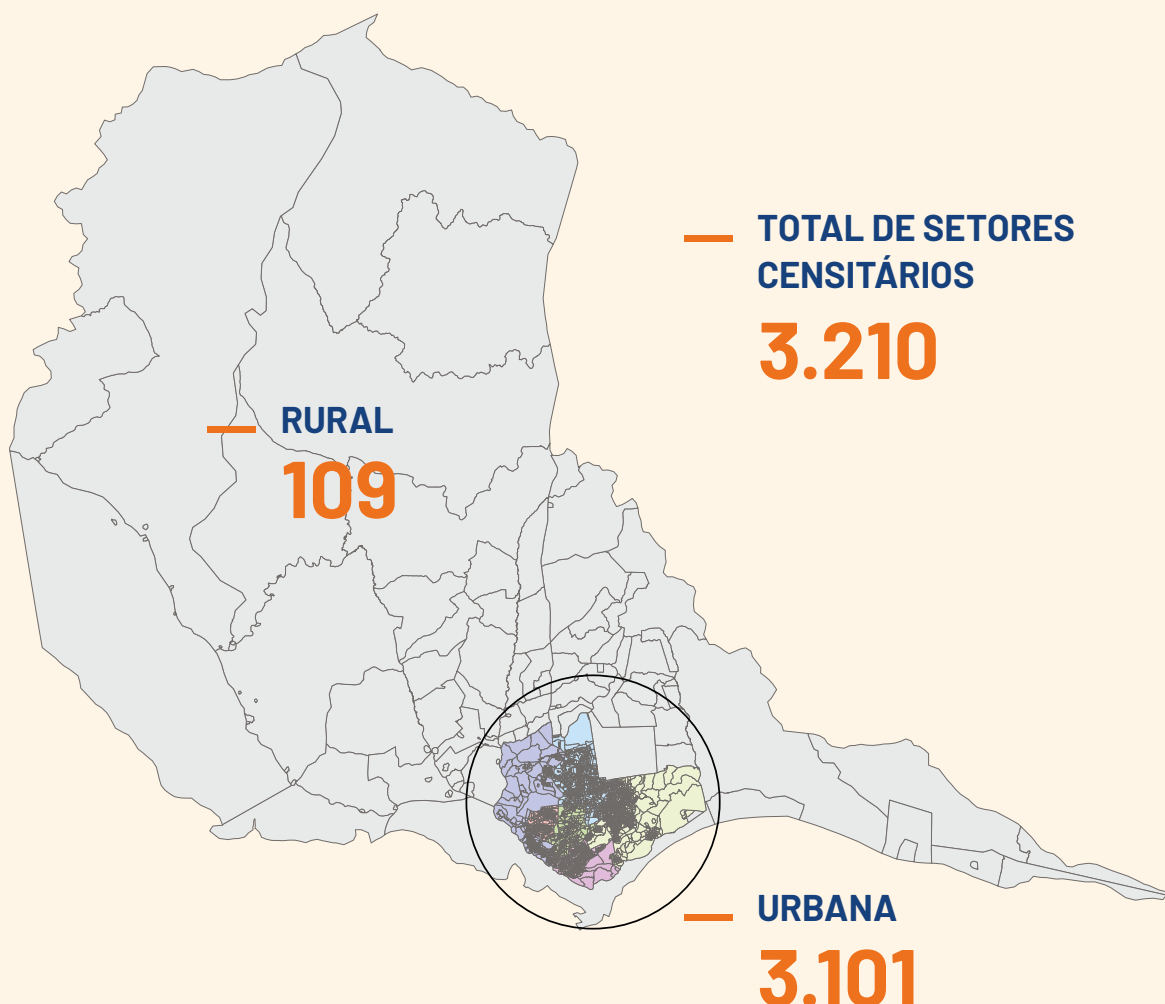 TOTAL DE SETORES
CENSITÁRIOS
3.210
RURAL
109
URBANA
3.101